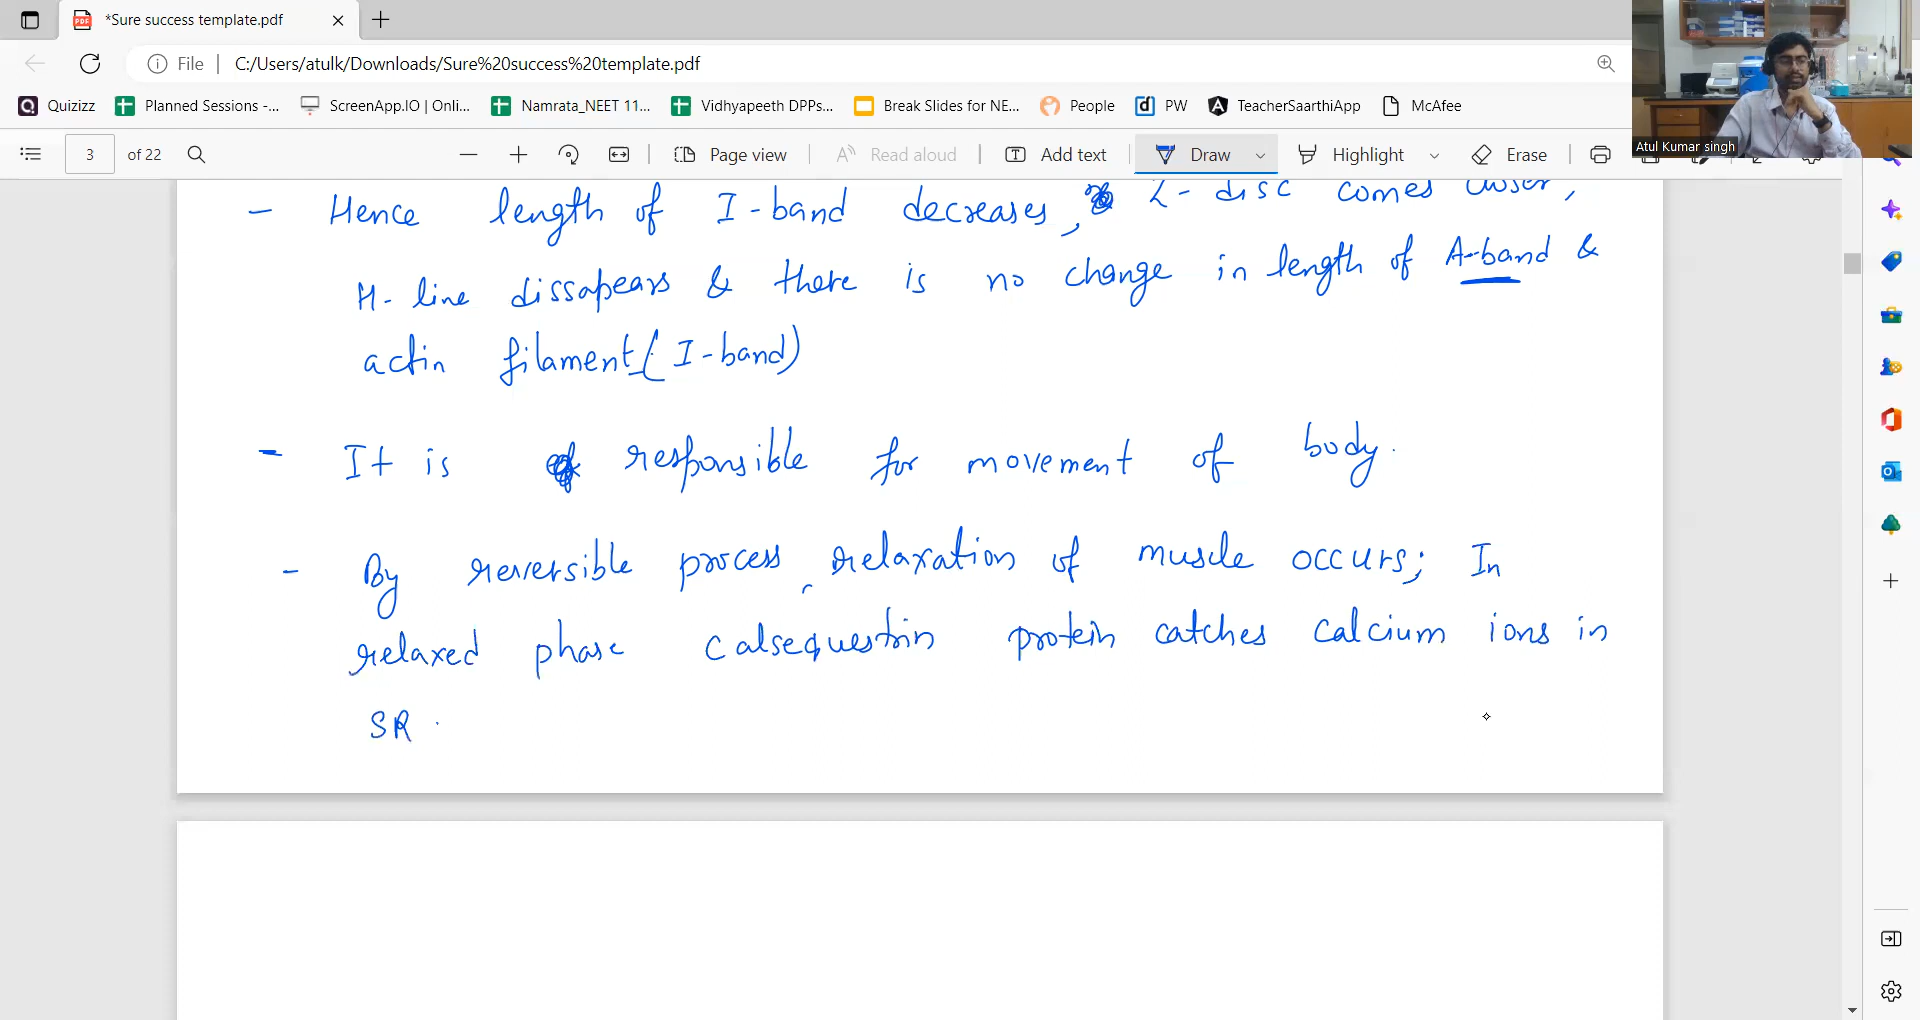 *Sure success template.pdf
File | C:/Users/atulk/Downloads/Sure%20success%20template.pdf
Quizizz Planned Sessions -... ScreenApp.IO | Onli... Namrata_NEET 11... Vidhyapeeth DPPs... Break Slides for NE... People PW TeacherSaarthiApp McAfee
3 of 22 Page view Read aloud Add text Draw Highlight Erase
Atul Kumar singh
- Hence length of I-band decreases, Z-disc comes closer,
H-line dissapears & there is no change in length of A-band &
actin filament (I-band)
- It is responsible for movement of body.
- By reversible process, relaxation of muscle occurs; In
relaxed phase calsequestrin protein catches calcium ions in
SR.